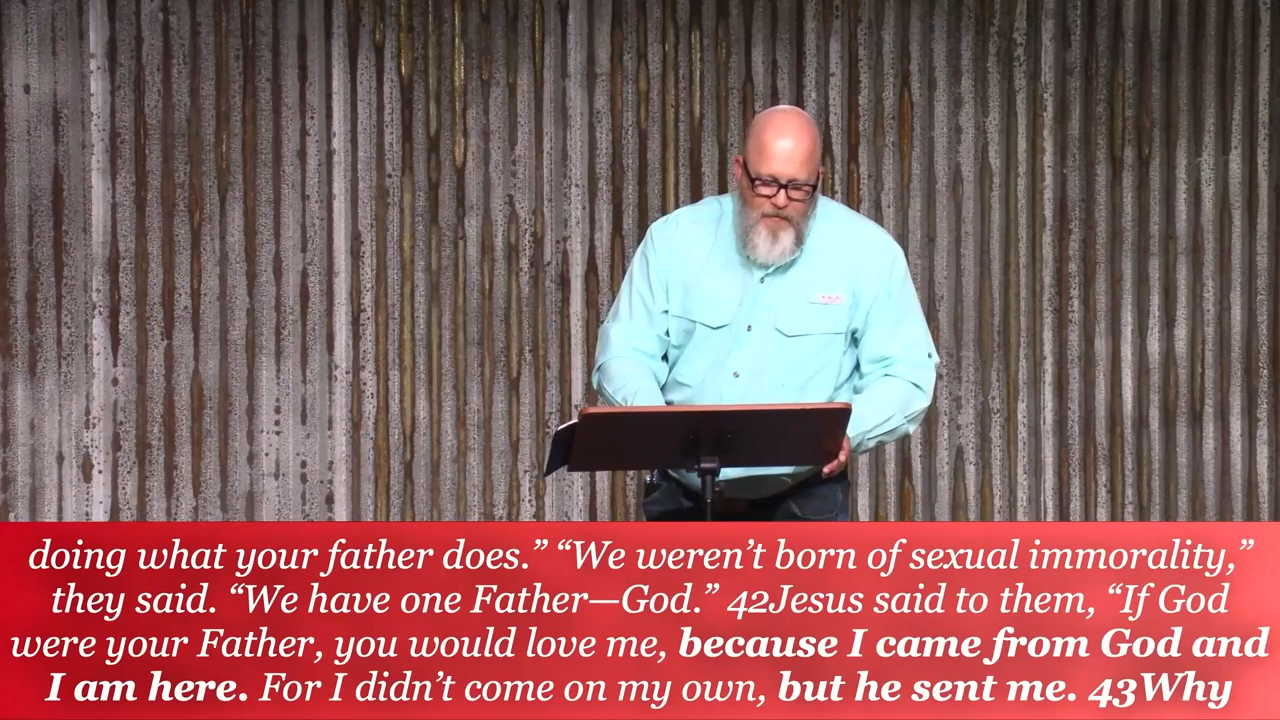 doing what your father does.” “We weren’t born of sexual immorality,”
they said. “We have one Father—God.” 42Jesus said to them, “If God
were your Father, you would love me, because I came from God and
I am here. For I didn’t come on my own, but he sent me. 43Why